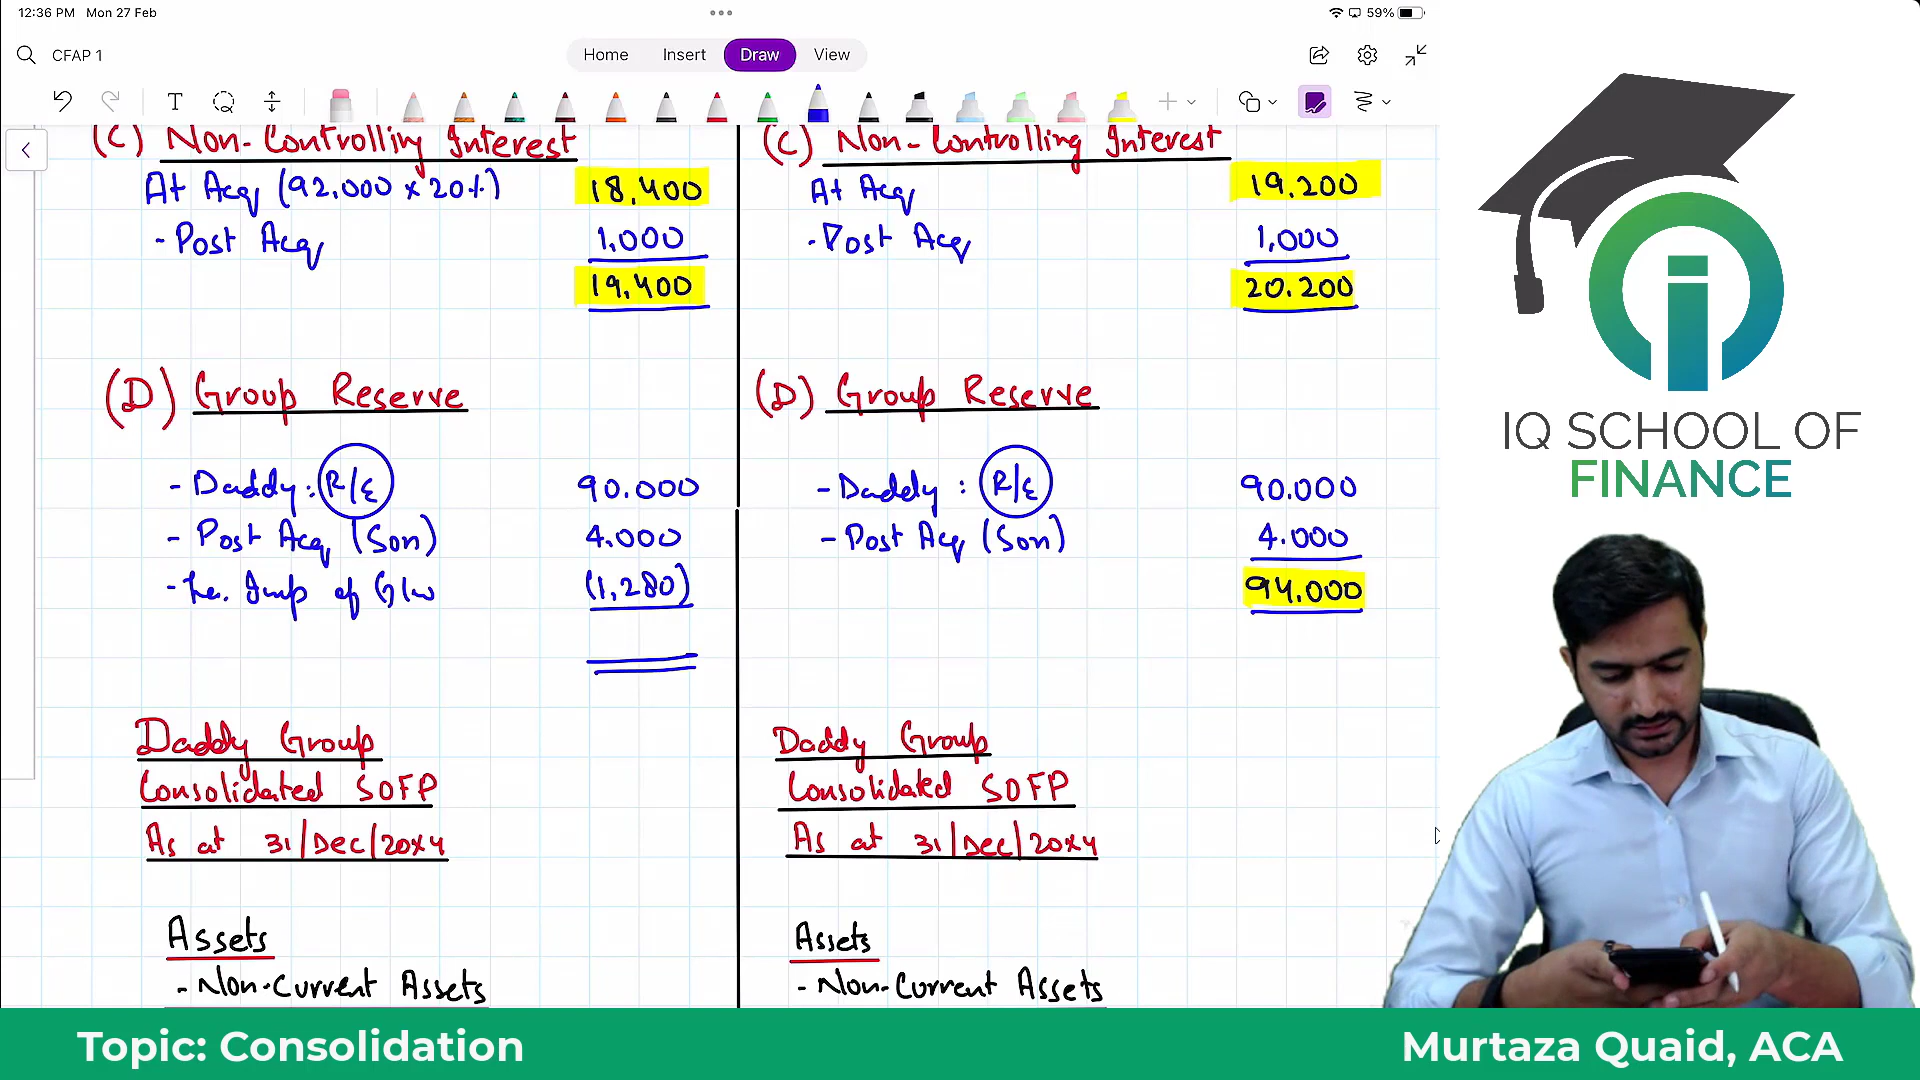 12:36 PM Mon 27 Feb
59%
CFAP 1
Home Insert Draw View
(C) Non-Controlling Interest
At Acq (92.000 x 20%) 18,400
- Post Acq 1.000
19,400
(D) Group Reserve
- Daddy: R/E 90.000
- Post Acq (Son) 4.000
Imp of G/w (1,280)
Daddy Group
Consolidated SOFP
As at 31/Dec/20x4
Assets
- Non-Current Assets
(C) Non-Controlling Interest
At Acq 19.200
- Post Acq 1,000
20.200
(D) Group Reserve
- Daddy : R/E 90.000
- Post Acq (Son) 4.000
94.000
Daddy Group
Consolidated SOFP
As at 31/Dec/20x4
Assets
- Non-Current Assets
IQ SCHOOL OF
FINANCE
Topic: Consolidation
Murtaza Quaid, ACA